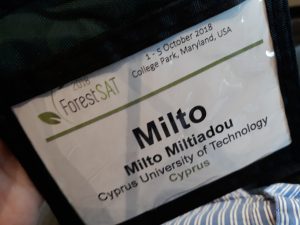 2018
ForestSAT
1 - 5 October 2018
College Park, Maryland, USA
Milto
Milto Miltiadou
Cyprus University of Technology
Cyprus